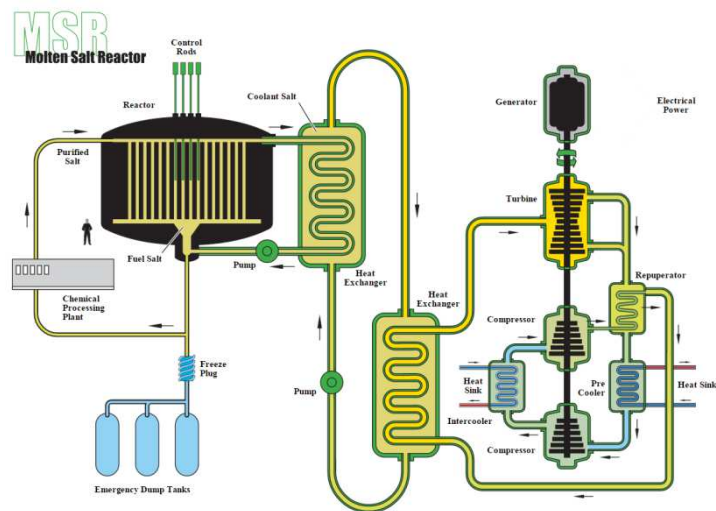 MSR
Molten Salt Reactor
Control
Rods
Reactor
Coolant Salt
Generator
Electrical
Power
Purified
Salt
Turbine
Fuel Salt
Pump
Heat
Exchanger
Heat
Exchanger
Repuperator
Chemical
Processing
Plant
Compressor
Freeze
Plug
Pump
Heat
Sink
Pre
Cooler
Heat Sink
Intercooler
Compressor
Emergency Dump Tanks